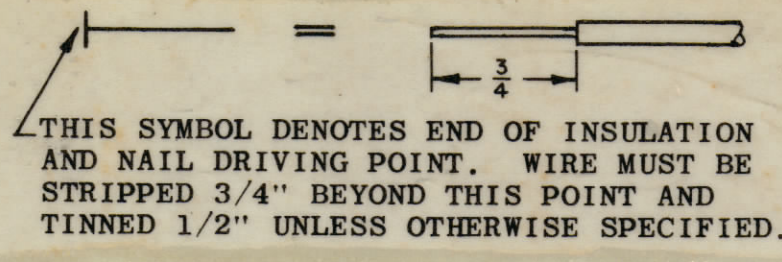 3/4
THIS SYMBOL DENOTES END OF INSULATION
AND NAIL DRIVING POINT. WIRE MUST BE
STRIPPED 3/4" BEYOND THIS POINT AND
TINNED 1/2" UNLESS OTHERWISE SPECIFIED.